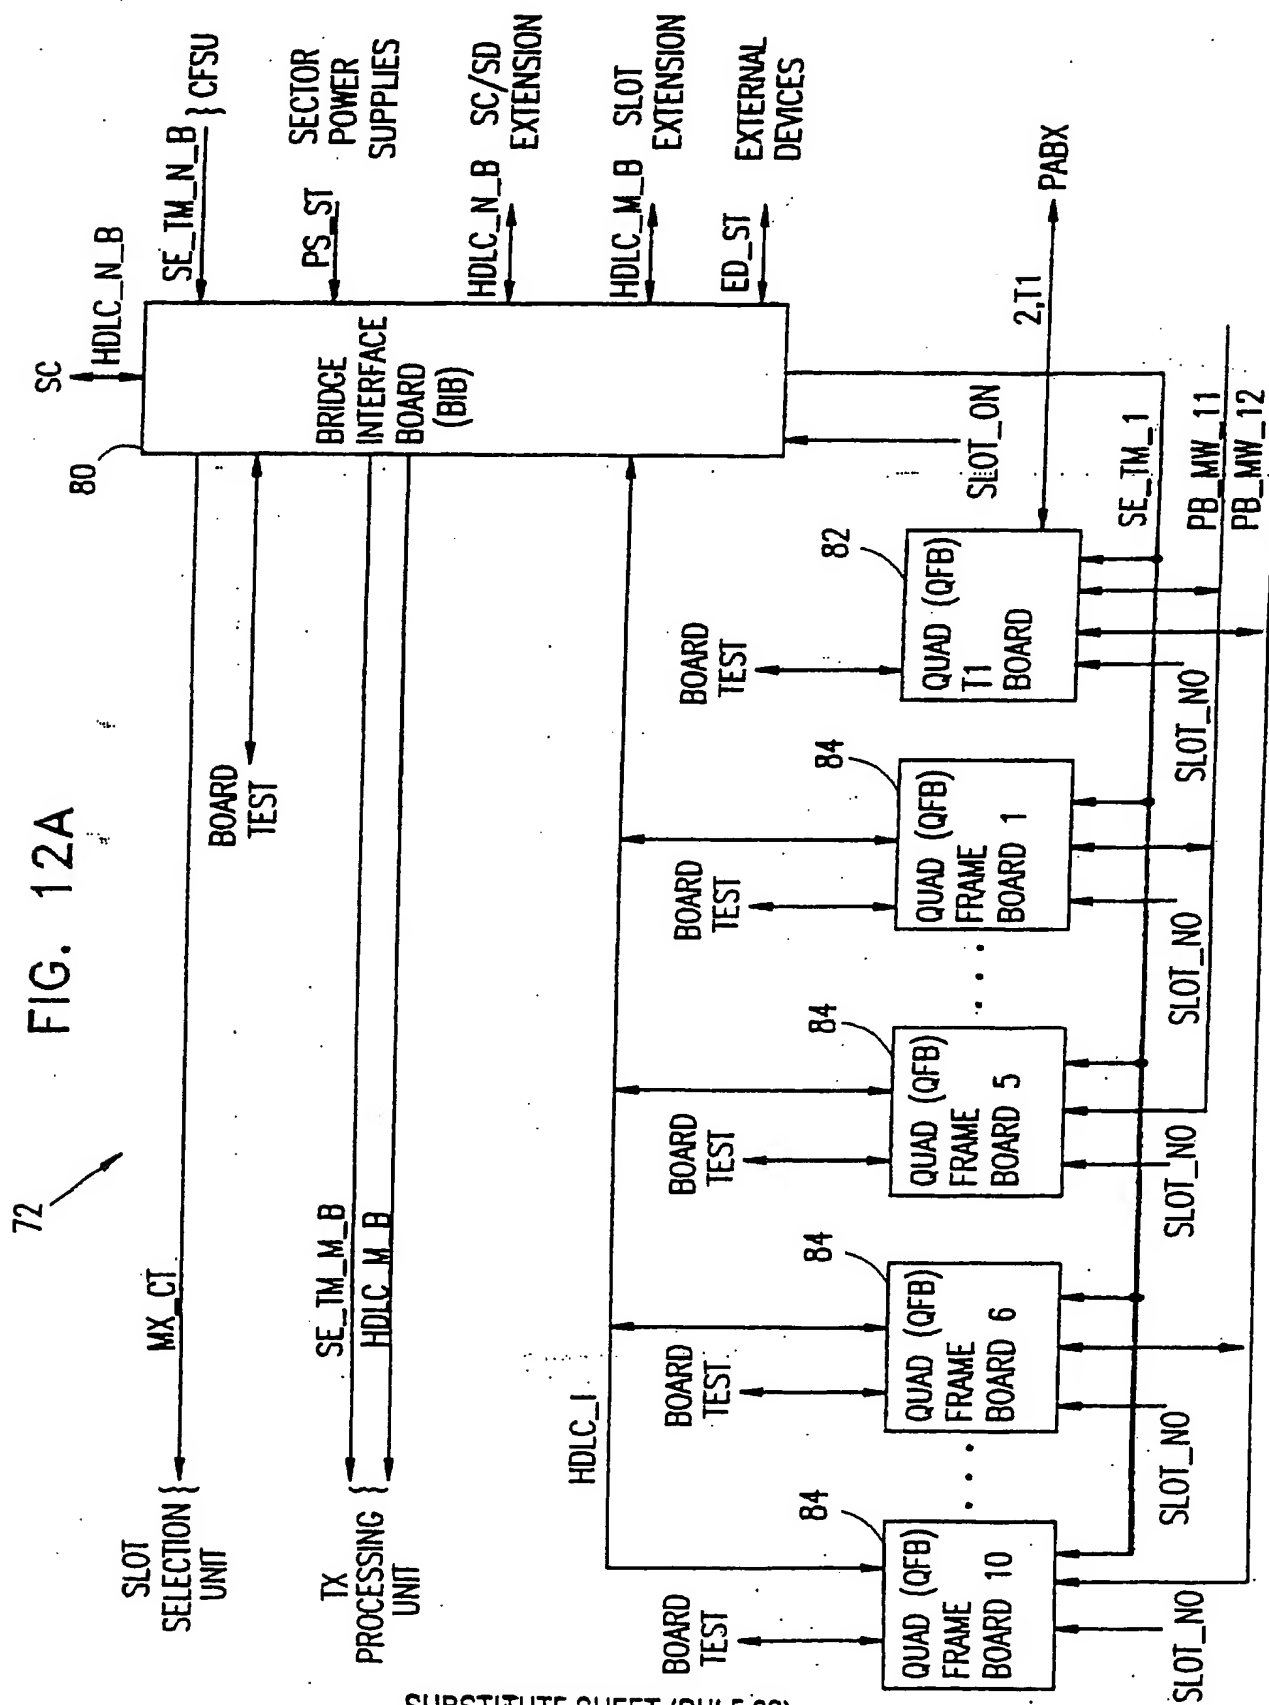 FIG. 12A
72
SC
HDLC_N_B
80
SE_TM_N_B } CFSU
PS_ST
SECTOR
POWER
SUPPLIES
HDLC_N_B
SC/SD
EXTENSION
HDLC_M_B
SLOT
EXTENSION
ED_ST
EXTERNAL
DEVICES
BRIDGE
INTERFACE
BOARD
(BIB)
SLOT
SELECTION }
UNIT
MX_CT
BOARD
TEST
TX
PROCESSING }
UNIT
SE_TM_M_B
HDLC_M_B
HDLC_I
SLOT_ON
2,T1
PABX
BOARD
TEST
84
QUAD (QFB)
FRAME
BOARD 10
SLOT_NO
. . .
BOARD
TEST
84
QUAD (QFB)
FRAME
BOARD 6
SLOT_NO
BOARD
TEST
84
QUAD (QFB)
FRAME
BOARD 5
SLOT_NO
. . .
BOARD
TEST
84
QUAD (QFB)
FRAME
BOARD 1
SLOT_NO
BOARD
TEST
82
QUAD (QFB)
T1
BOARD
SLOT_NO
SE_TM_1
PB_MW_11
PB_MW_12